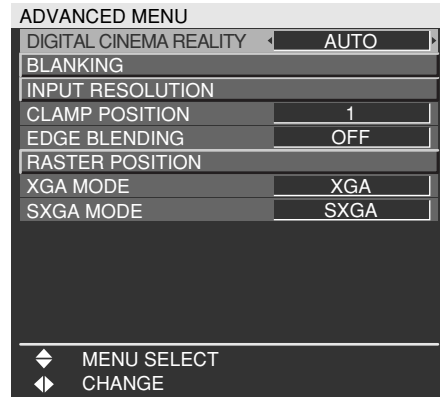 ADVANCED MENU
DIGITAL CINEMA REALITY AUTO
BLANKING
INPUT RESOLUTION
CLAMP POSITION 1
EDGE BLENDING OFF
RASTER POSITION
XGA MODE XGA
SXGA MODE SXGA
MENU SELECT
CHANGE